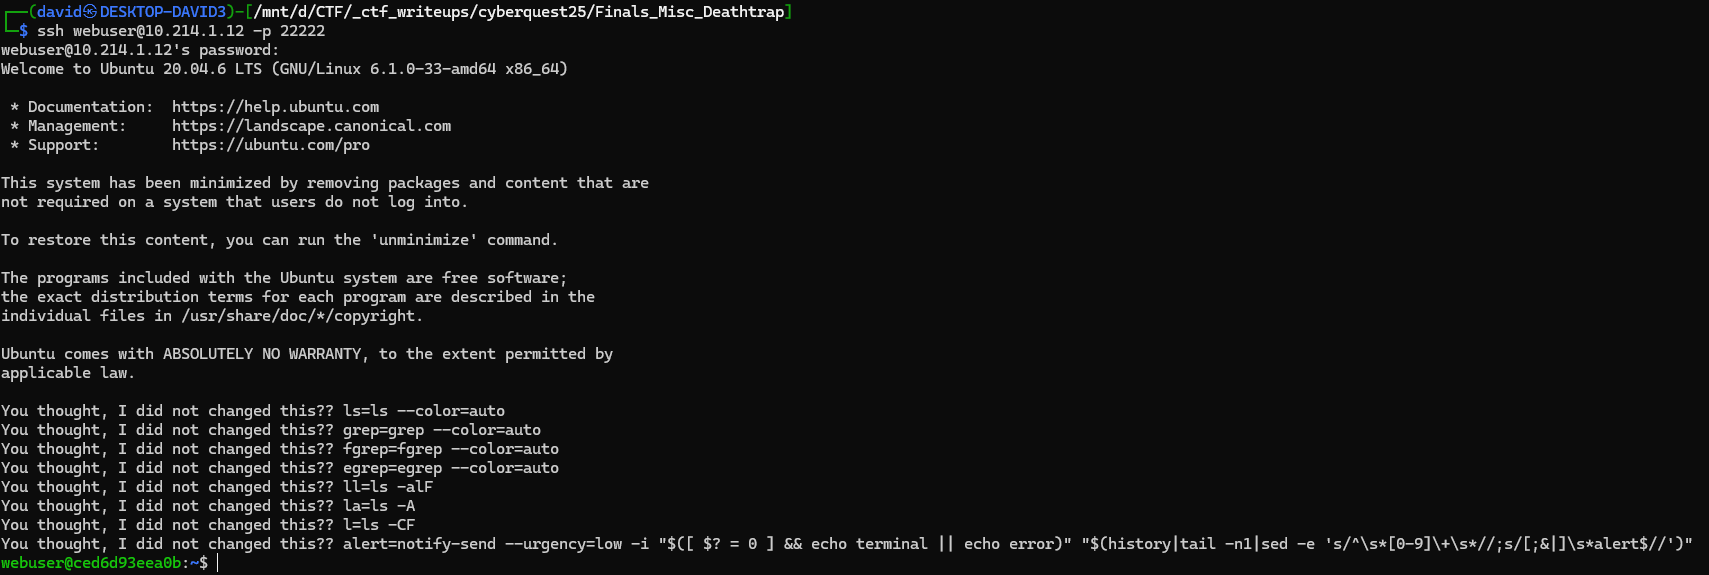 ┌──(david㉿DESKTOP-DAVID3)-[/mnt/d/CTF/_ctf_writeups/cyberquest25/Finals_Misc_Deathtrap]
└─$ ssh webuser@10.214.1.12 -p 22222
webuser@10.214.1.12's password:
Welcome to Ubuntu 20.04.6 LTS (GNU/Linux 6.1.0-33-amd64 x86_64)
* Documentation:  https://help.ubuntu.com
* Management:     https://landscape.canonical.com
* Support:        https://ubuntu.com/pro
This system has been minimized by removing packages and content that are
not required on a system that users do not log into.
To restore this content, you can run the 'unminimize' command.
The programs included with the Ubuntu system are free software;
the exact distribution terms for each program are described in the
individual files in /usr/share/doc/*/copyright.
Ubuntu comes with ABSOLUTELY NO WARRANTY, to the extent permitted by
applicable law.
You thought, I did not changed this?? ls=ls --color=auto
You thought, I did not changed this?? grep=grep --color=auto
You thought, I did not changed this?? fgrep=fgrep --color=auto
You thought, I did not changed this?? egrep=egrep --color=auto
You thought, I did not changed this?? ll=ls -alF
You thought, I did not changed this?? la=ls -A
You thought, I did not changed this?? l=ls -CF
You thought, I did not changed this?? alert=notify-send --urgency=low -i "$([ $? = 0 ] && echo terminal || echo error)" "$(history|tail -n1|sed -e 's/^\s*[0-9]\+\s*//;s/[;&|]\s*alert$//')"
webuser@ced6d93eea0b:~$